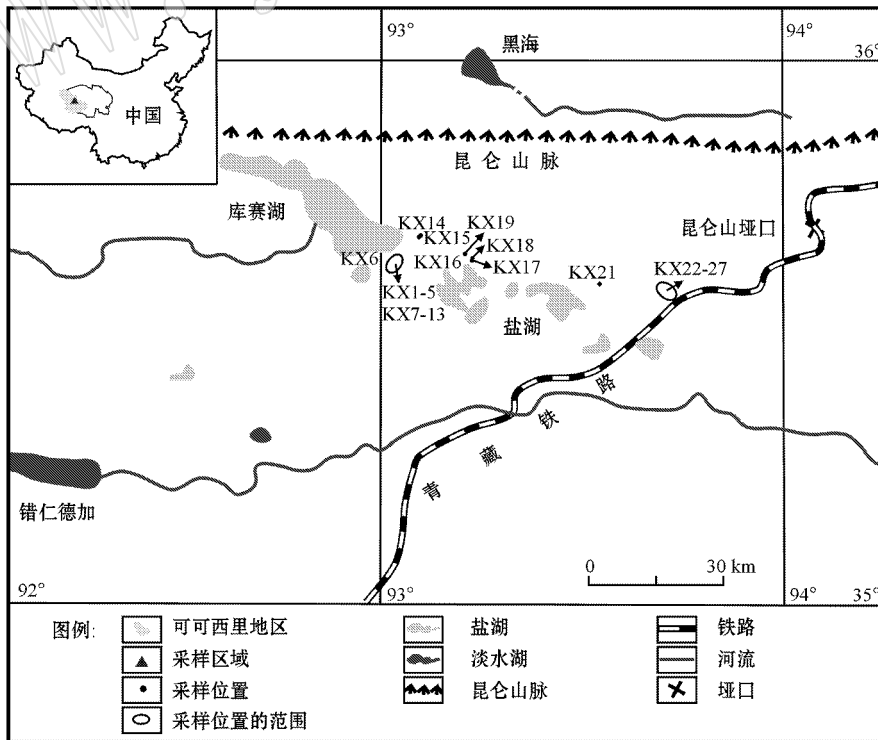 93°
94°
黑海
36°
中国
昆仑山脉
库赛湖
KX14
KX19
KX15
KX18
昆仑山垭口
KX6
KX16
KX17
KX21
KX22-27
KX1-5
KX7-13
盐湖
青藏铁路
错仁德加
0
30 km
92°
93°
94°
35°
图例:
可可西里地区
盐湖
铁路
采样区域
淡水湖
河流
采样位置
昆仑山脉
垭口
采样位置的范围